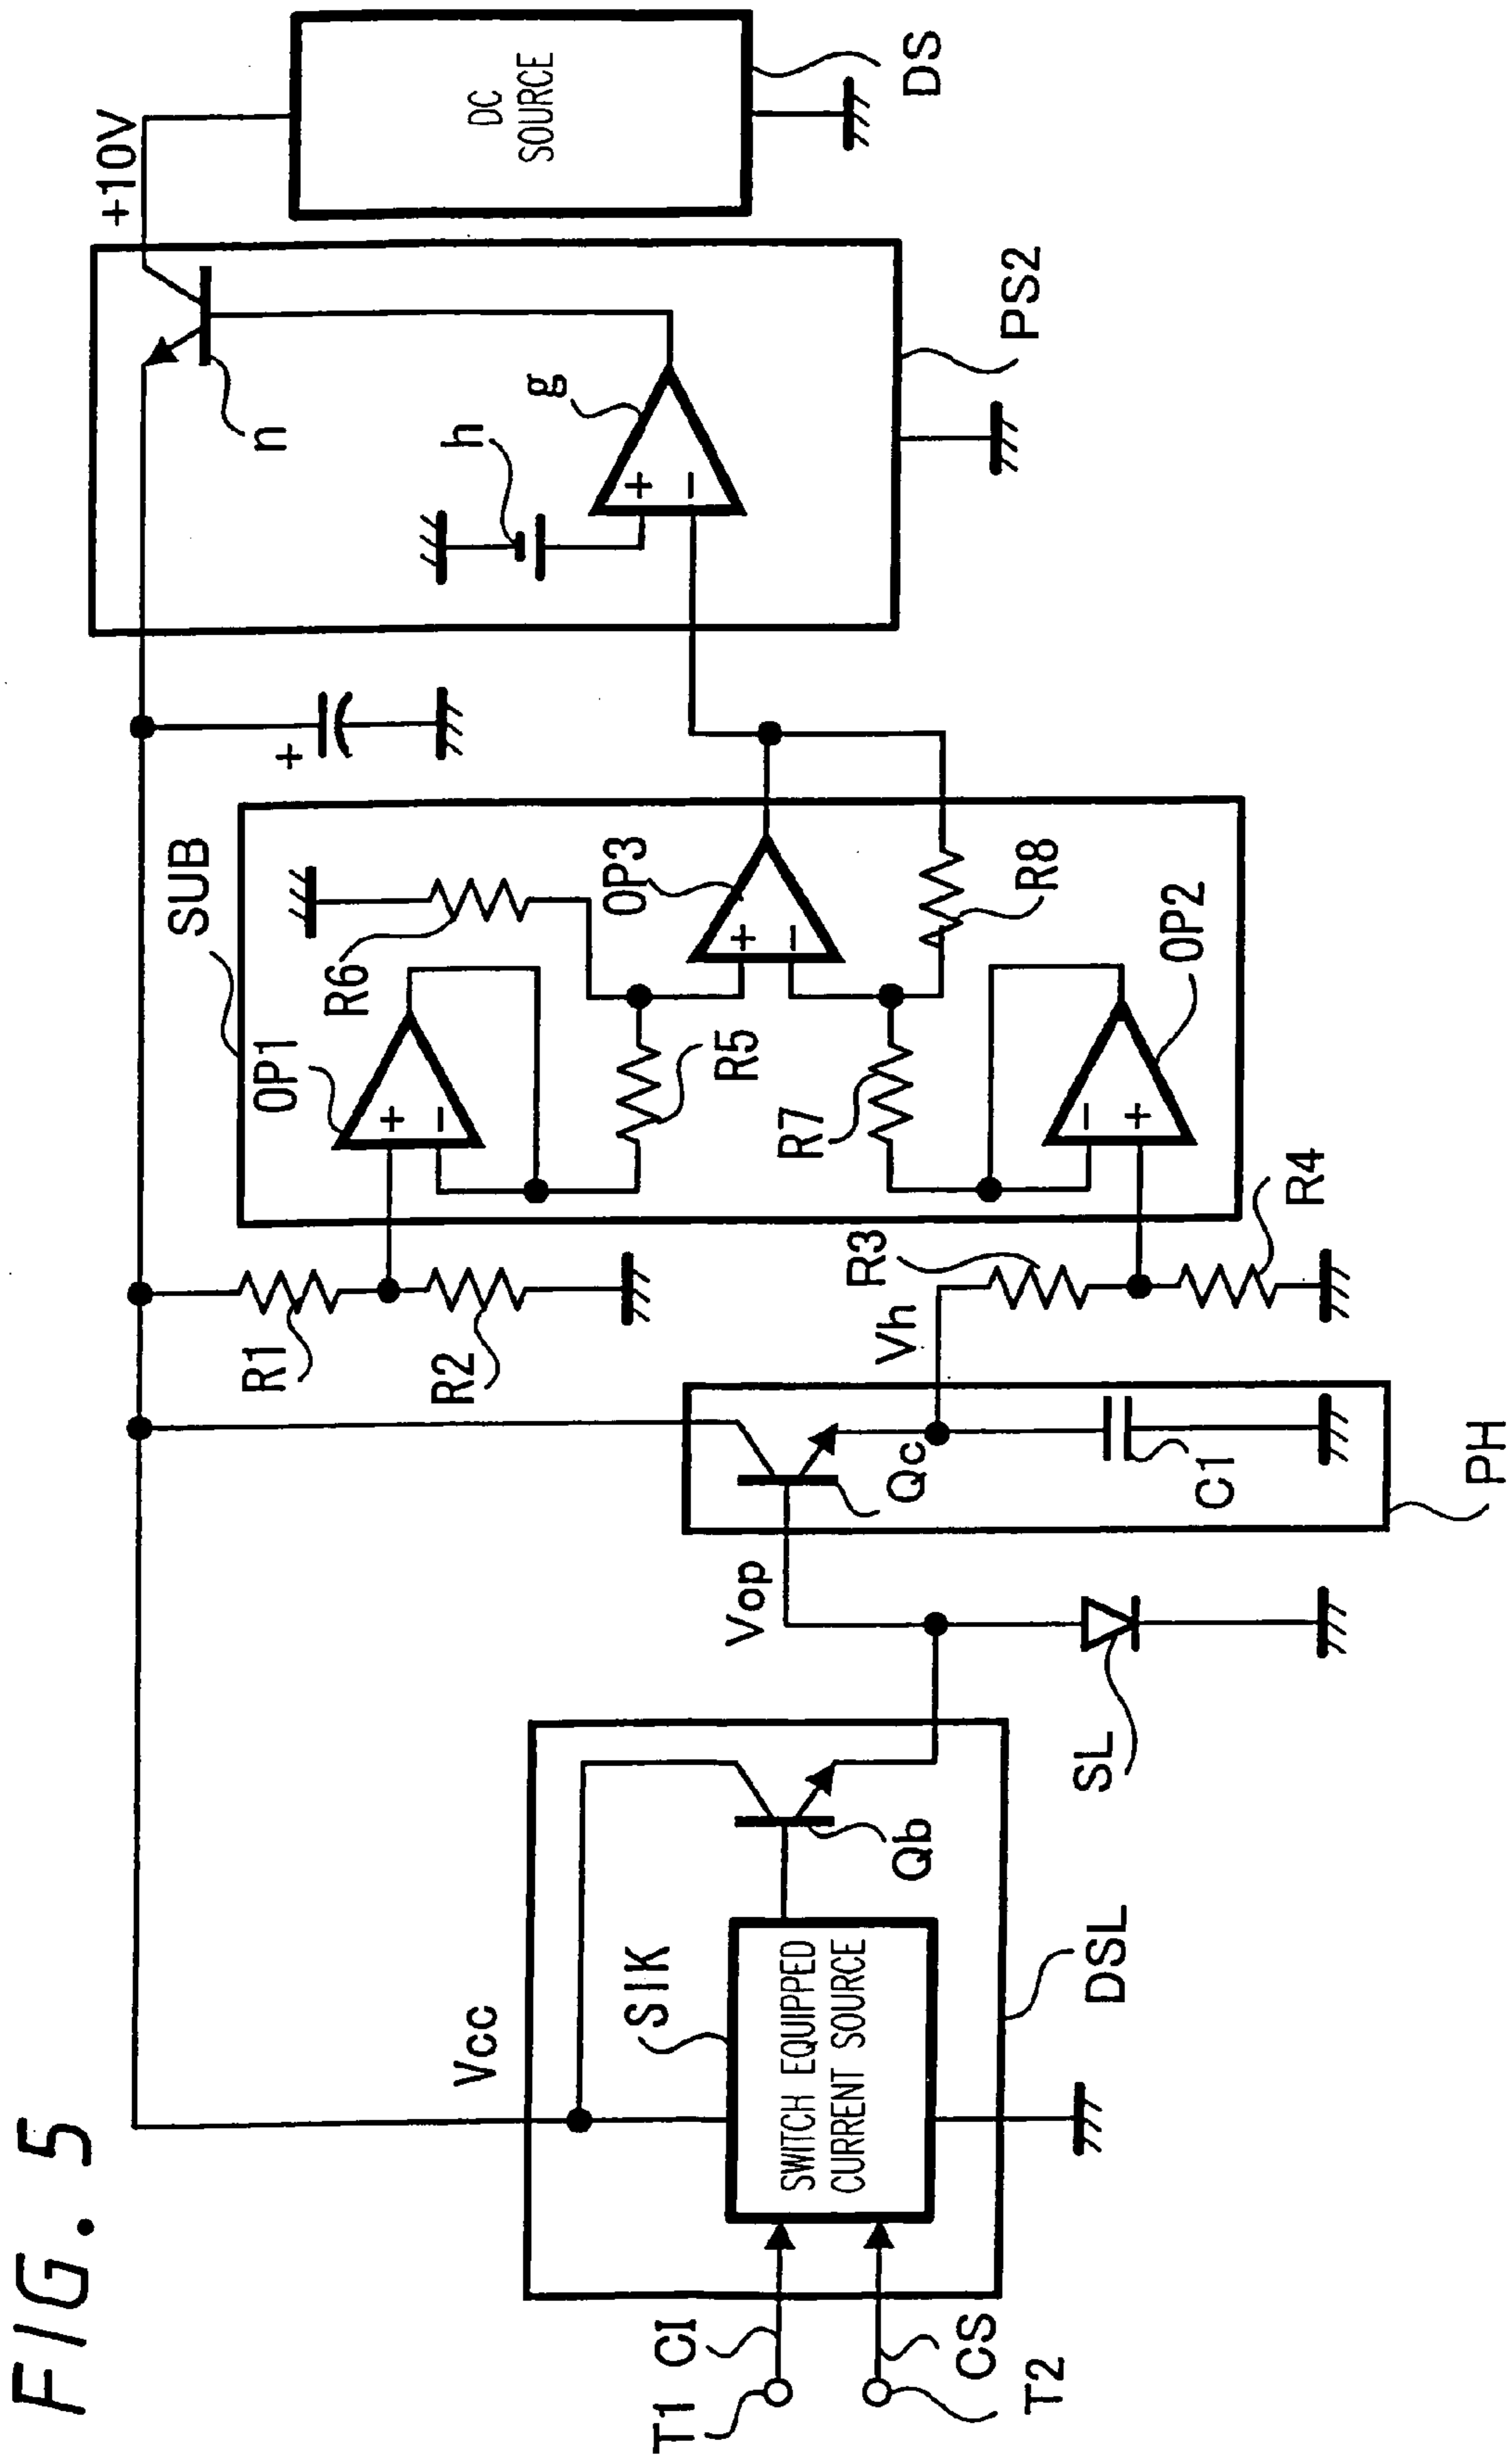 FIG. 5
T1
CI
CS
T2
Vcc
SIK
SWITCH EQUIPPED
CURRENT SOURCE
Qb
DSL
SL
Vop
Qc
C1
PH
Vh
R1
R2
R3
R4
SUB
OP1
+
−
R6
R5
OP3
+
−
R7
R8
OP2
−
+
+
n
h
g
+
−
PS2
+10V
DC
SOURCE
DS